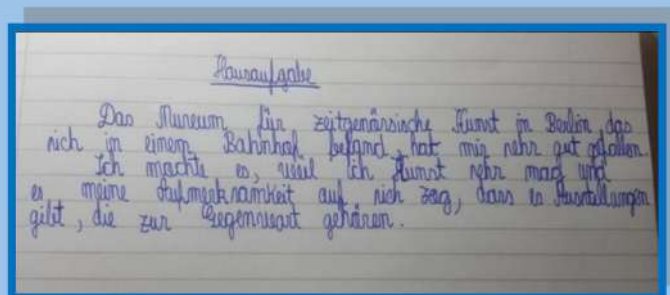 Hausaufgabe
Das Museum für zeitgenössische Kunst in Berlin das
sich in einem Bahnhof befand, hat mir sehr gut gefallen.
Ich machte es, weil ich Kunst sehr mag und
es meine Aufmerksamkeit auf sich zog, dass es Ausstellungen
gibt, die zur Gegenwart gehören.